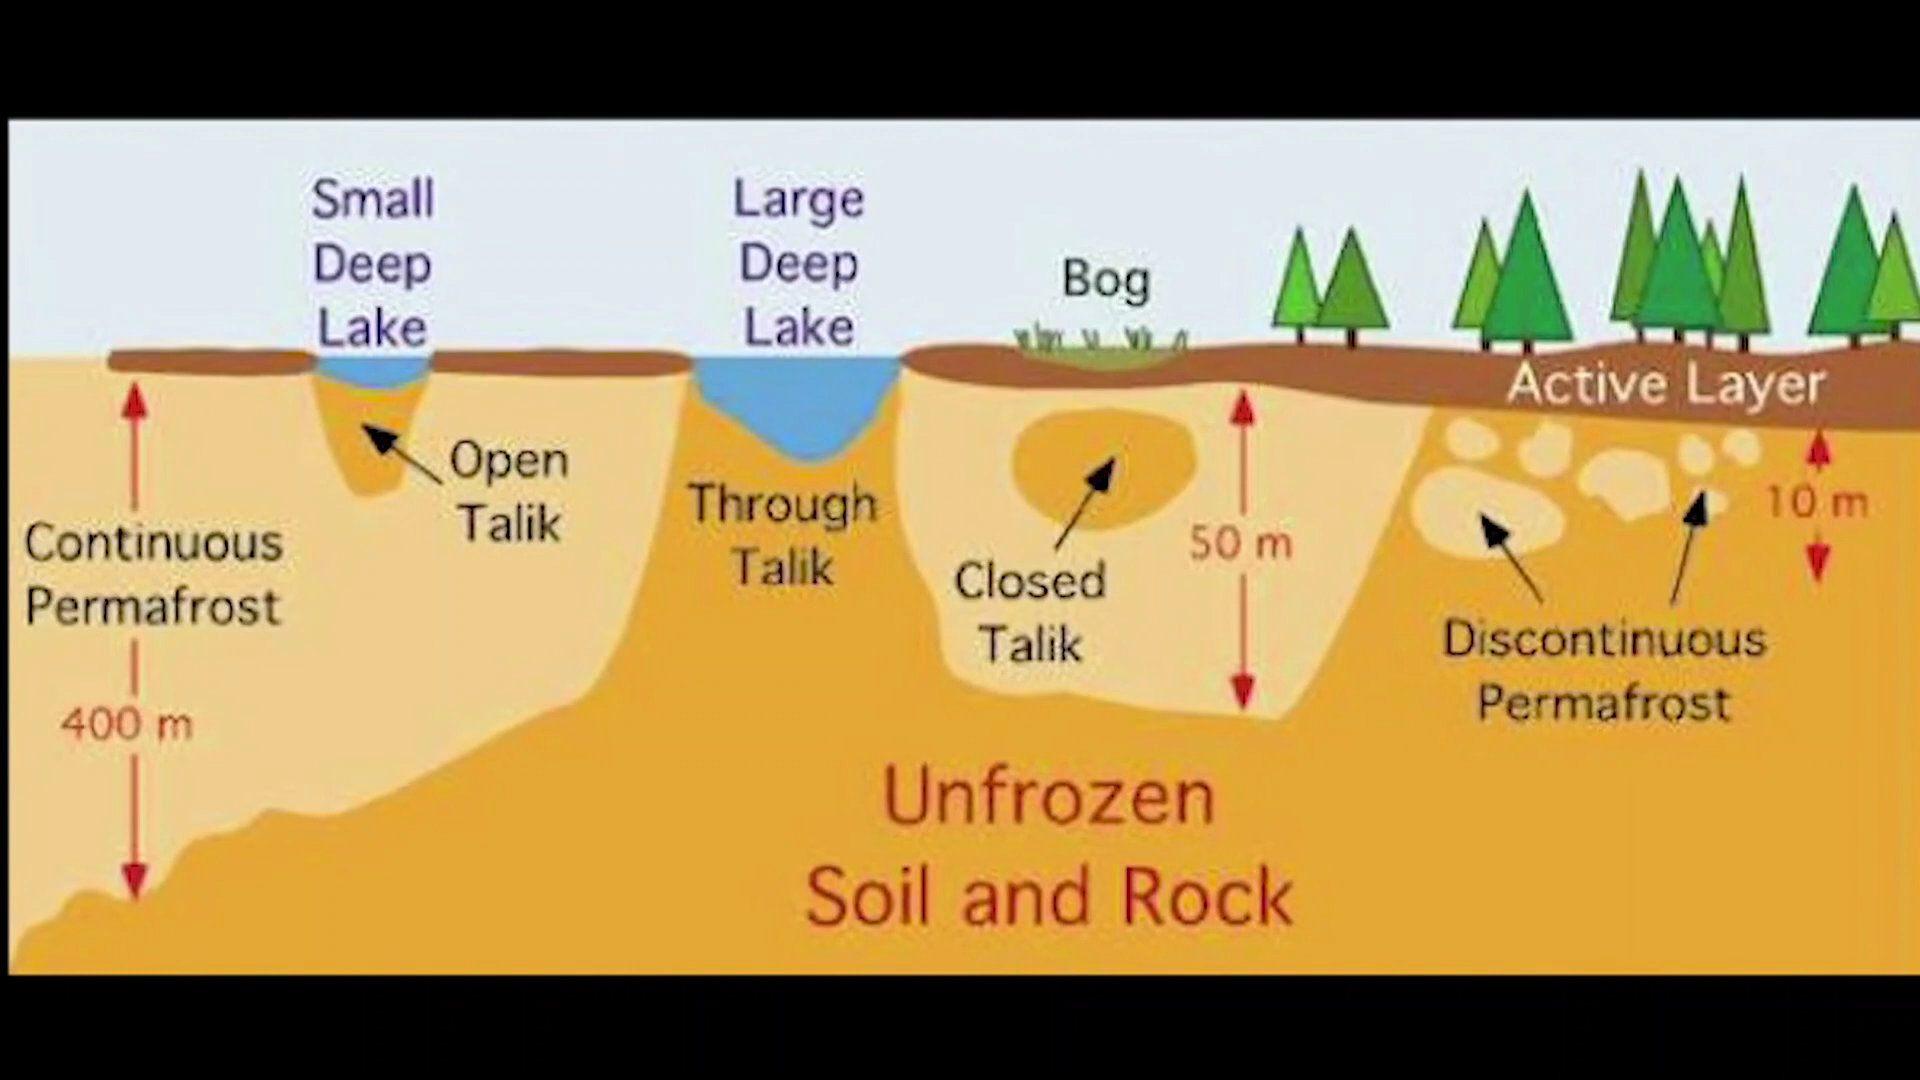 Small
Deep
Lake
Large
Deep
Lake
Bog
Active Layer
Open
Talik
Through
Talik
Closed
Talik
50 m
10 m
Continuous
Permafrost
400 m
Discontinuous
Permafrost
Unfrozen
Soil and Rock